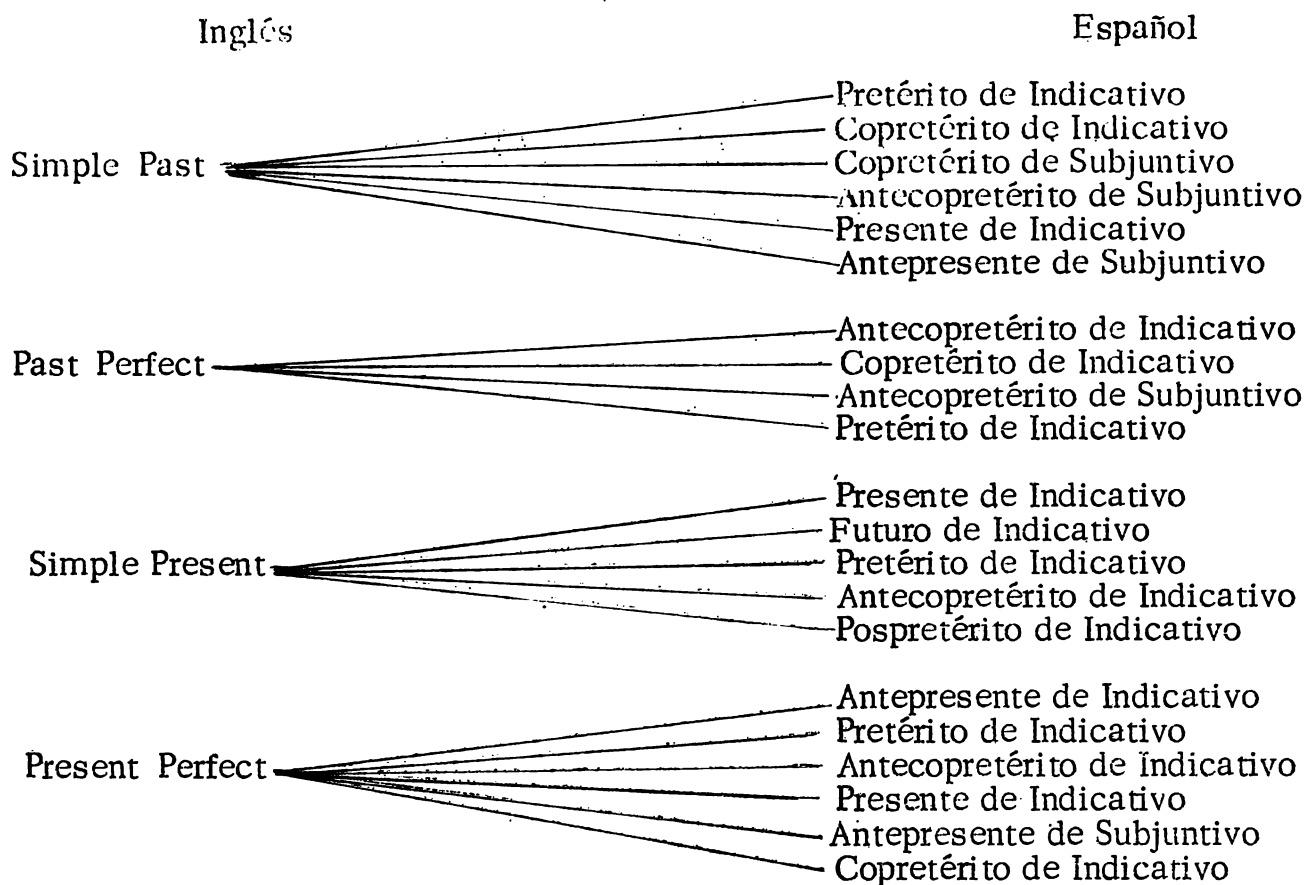 Inglés Español
Pretérito de Indicativo
Copretérito de Indicativo
Simple Past Copretérito de Subjuntivo
Antecopretérito de Subjuntivo
Presente de Indicativo
Antepresente de Subjuntivo
Antecopretérito de Indicativo
Past Perfect Copretérito de Indicativo
Antecopretérito de Subjuntivo
Pretérito de Indicativo
Presente de Indicativo
Futuro de Indicativo
Simple Present Pretérito de Indicativo
Antecopretérito de Indicativo
Pospretérito de Indicativo
Antepresente de Indicativo
Pretérito de Indicativo
Present Perfect Antecopretérito de Indicativo
Presente de Indicativo
Antepresente de Subjuntivo
Copretérito de Indicativo